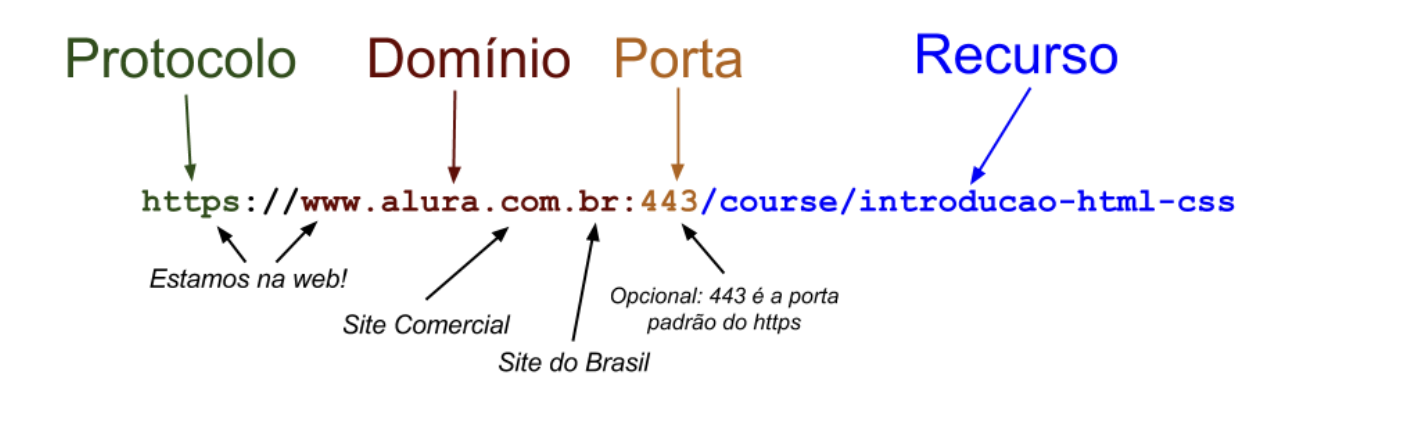 Protocolo Domínio Porta Recurso
https://www.alura.com.br:443/course/introducao-html-css
Estamos na web!
Site Comercial
Site do Brasil
Opcional: 443 é a porta
padrão do https